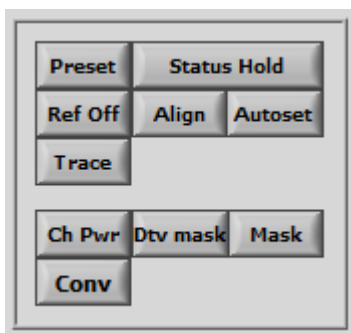 Preset Status Hold
Ref Off Align Autoset
Trace
Ch Pwr Dtv mask Mask
Conv